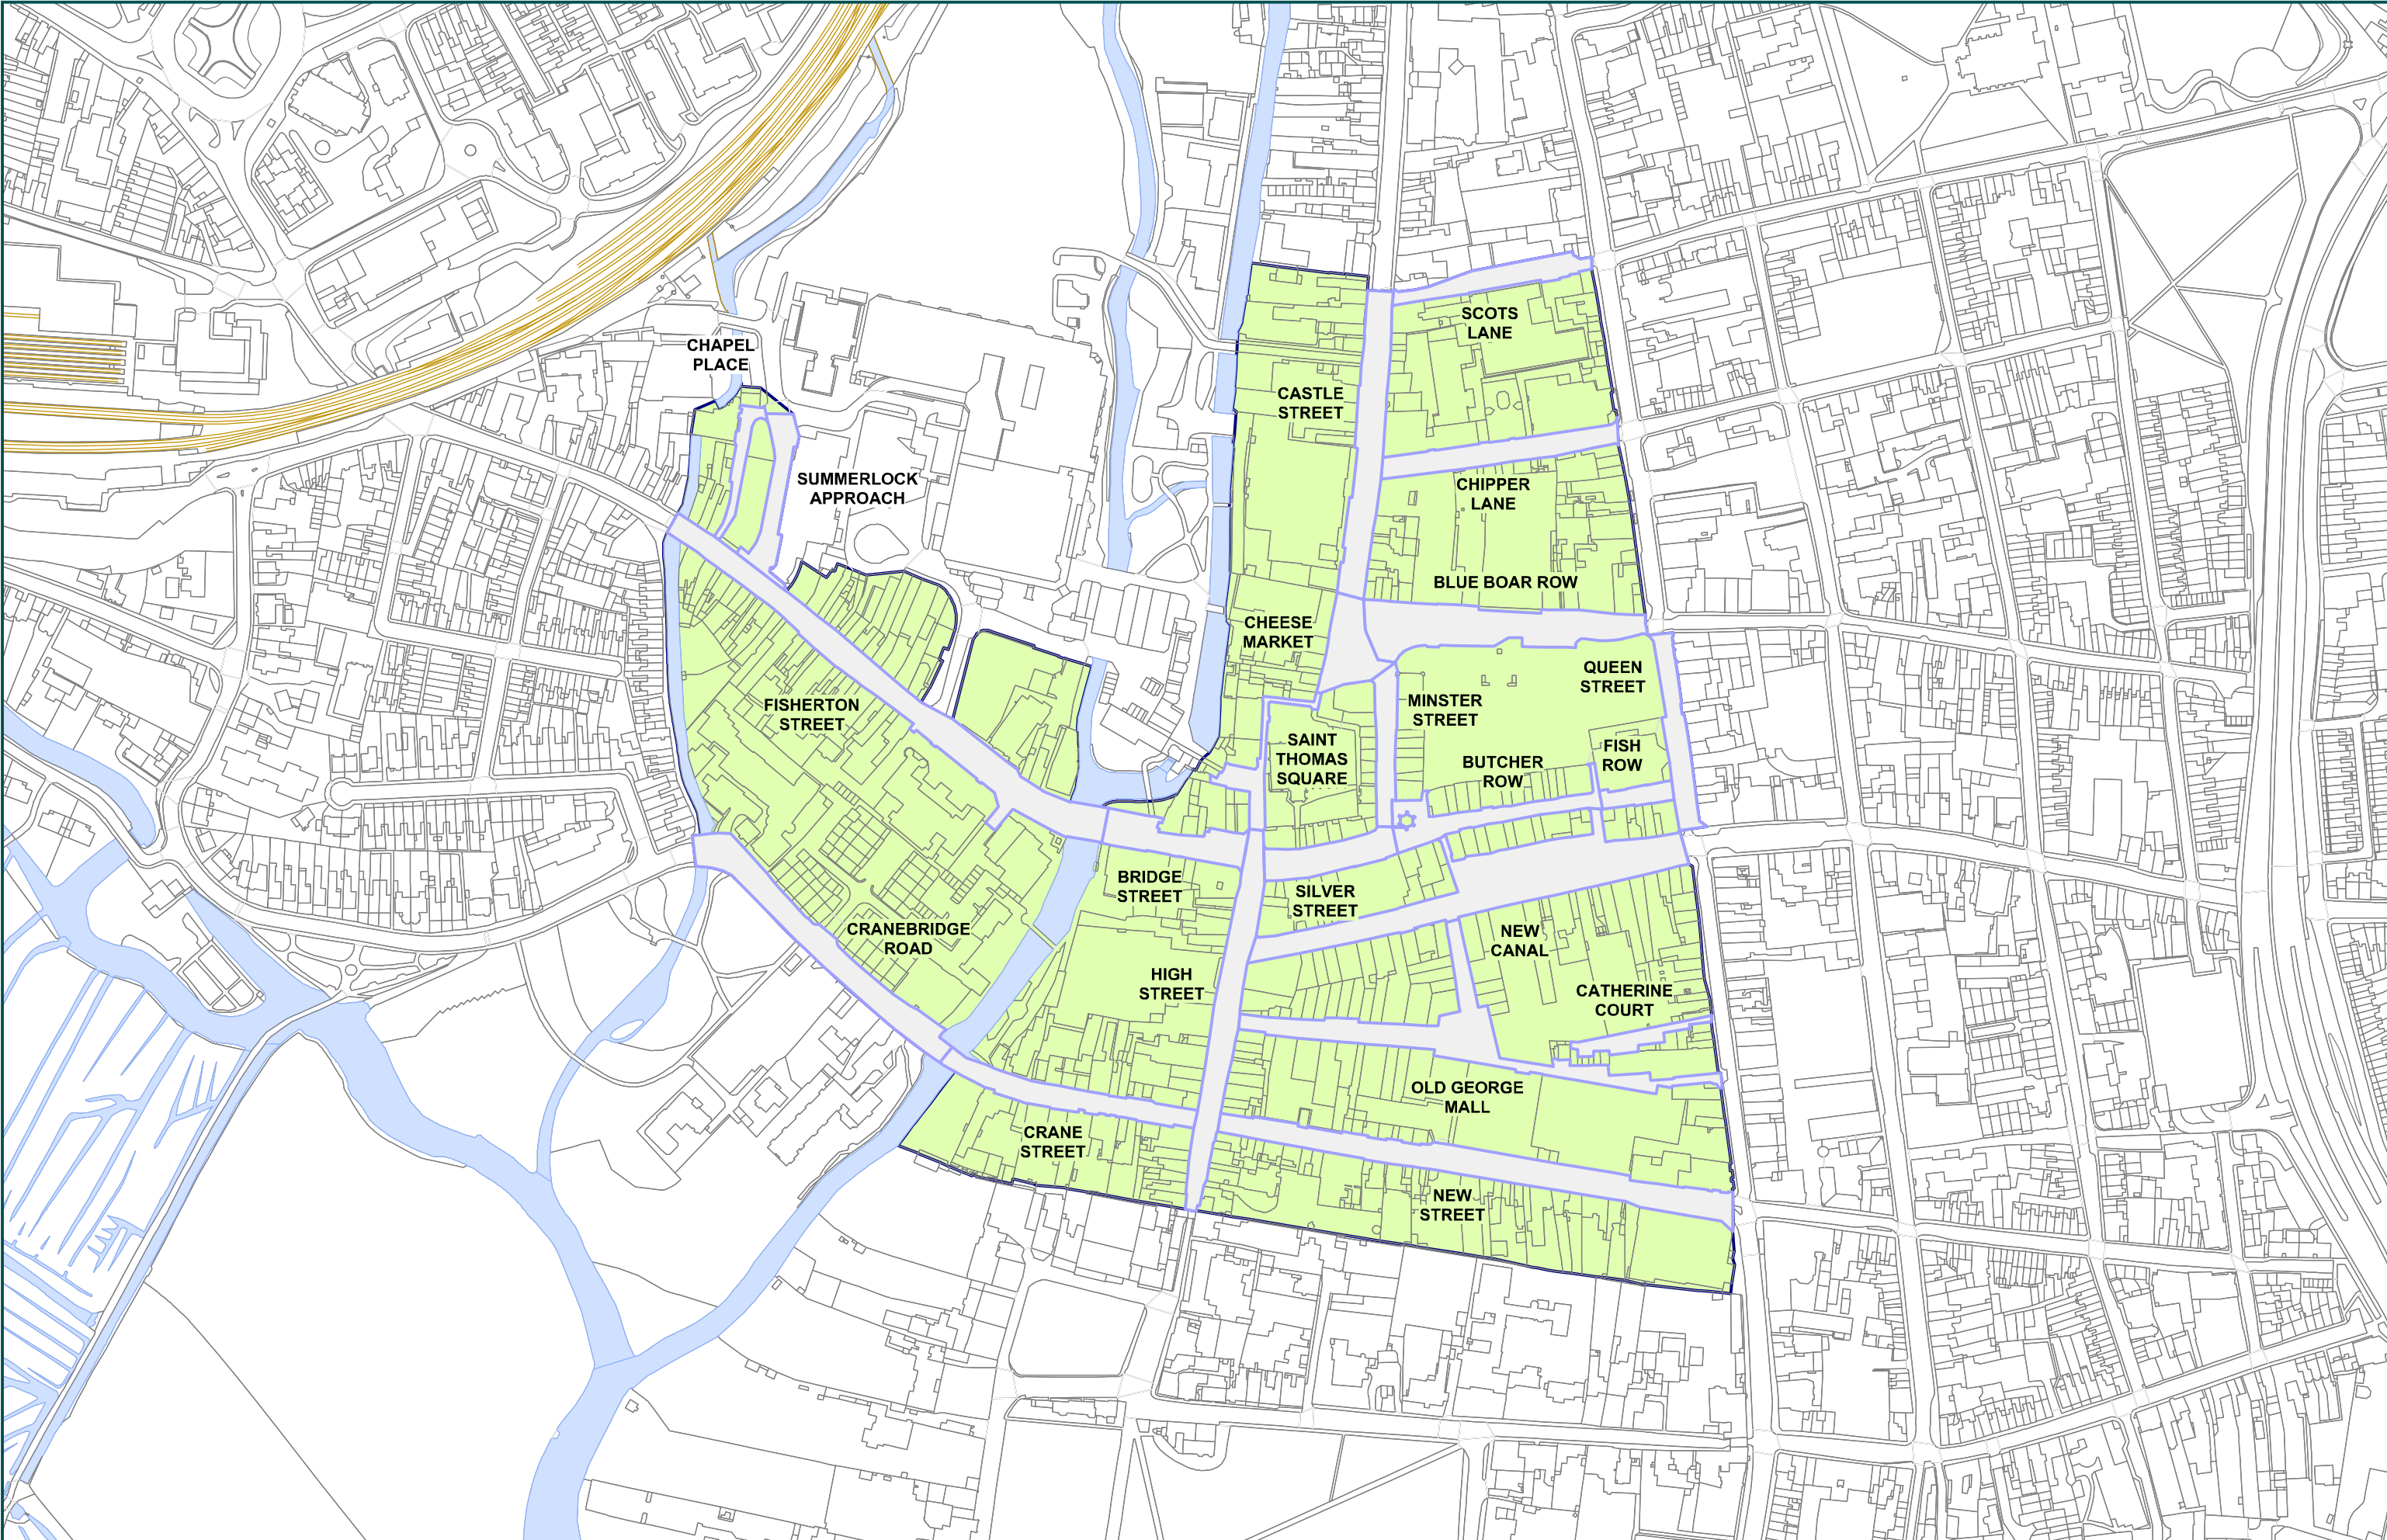 SCOTS
LANE
CHAPEL
PLACE
CASTLE
STREET
SUMMERLOCK
APPROACH
CHIPPER
LANE
BLUE BOAR ROW
CHEESE
MARKET
QUEEN
STREET
FISHERTON
STREET
MINSTER
STREET
SAINT
THOMAS
SQUARE
FISH
ROW
BUTCHER
ROW
BRIDGE
STREET
SILVER
STREET
CRANEBRIDGE
ROAD
NEW
CANAL
HIGH
STREET
CATHERINE
COURT
OLD GEORGE
MALL
CRANE
STREET
NEW
STREET